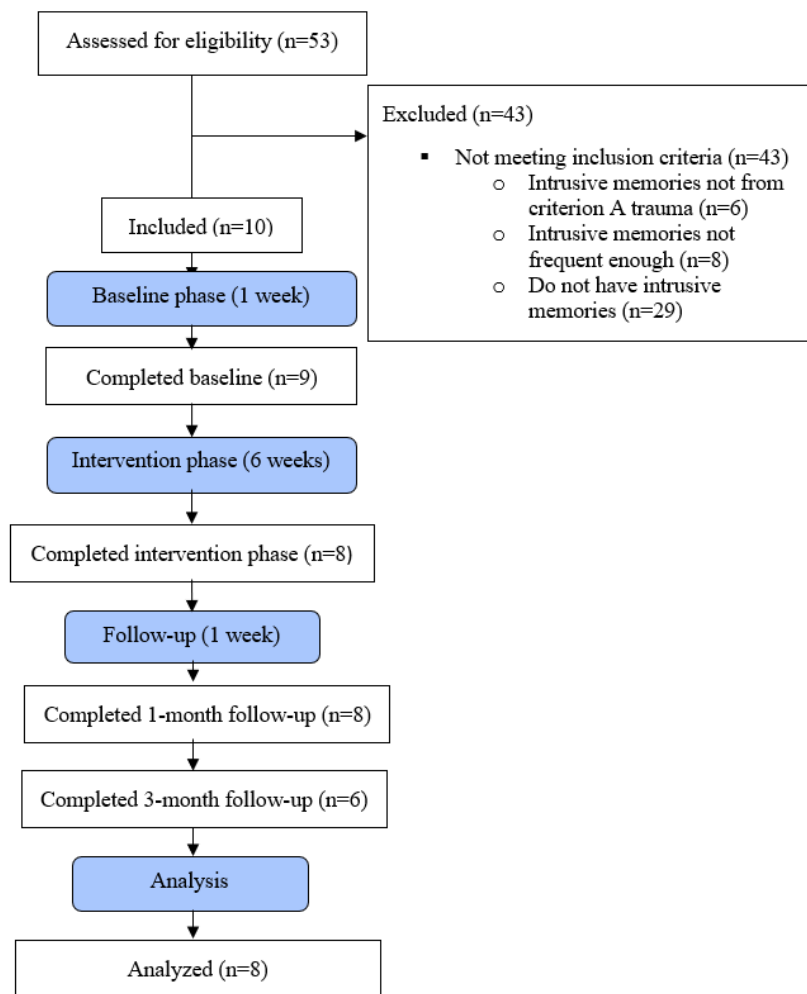 Assessed for eligibility (n=53)
Excluded (n=43)
▪ Not meeting inclusion criteria (n=43)
o Intrusive memories not from
criterion A trauma (n=6)
o Intrusive memories not
frequent enough (n=8)
o Do not have intrusive
memories (n=29)
Included (n=10)
Baseline phase (1 week)
Completed baseline (n=9)
Intervention phase (6 weeks)
Completed intervention phase (n=8)
Follow-up (1 week)
Completed 1-month follow-up (n=8)
Completed 3-month follow-up (n=6)
Analysis
Analyzed (n=8)